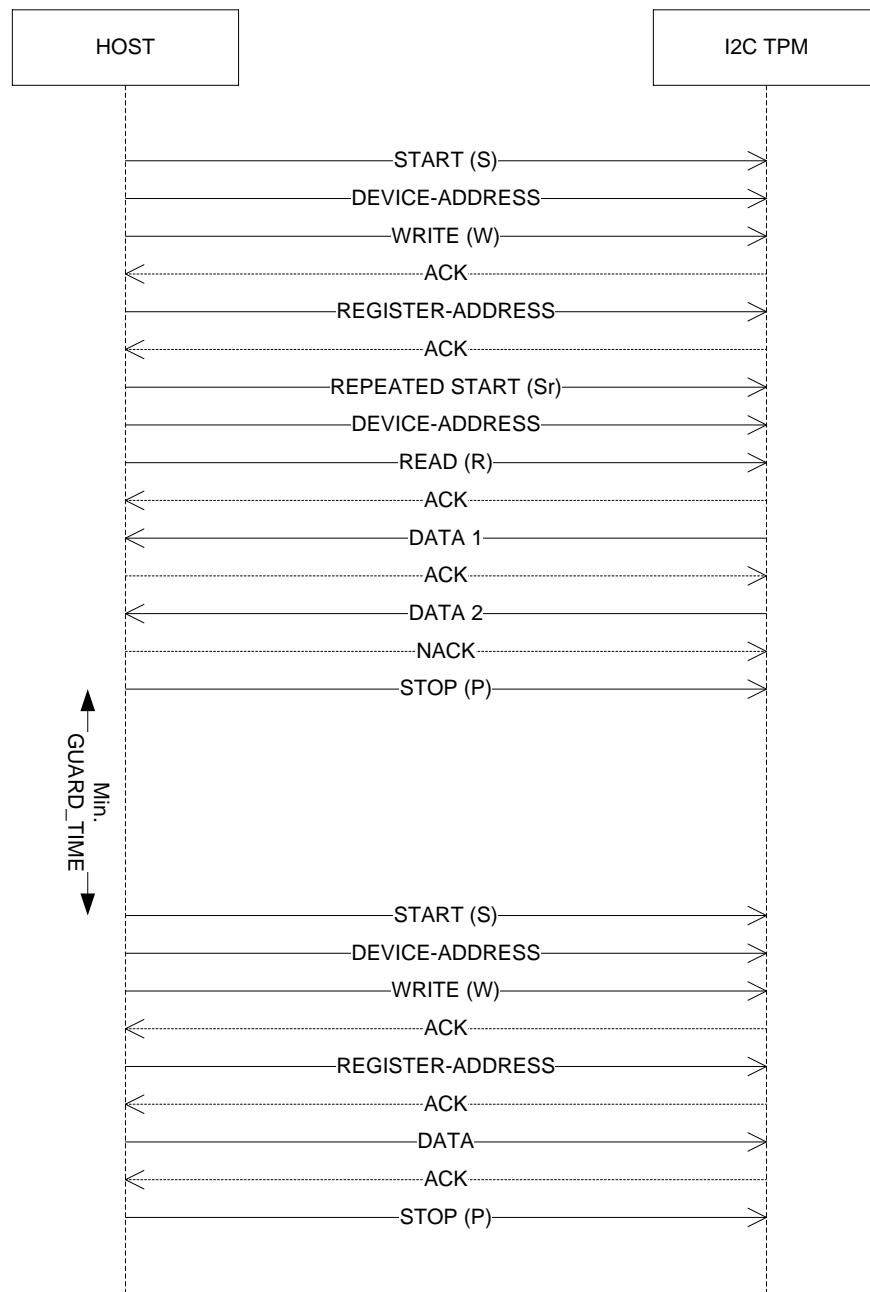 HOST
I2C TPM
START (S)
DEVICE-ADDRESS
WRITE (W)
ACK
REGISTER-ADDRESS
ACK
REPEATED START (Sr)
DEVICE-ADDRESS
READ (R)
ACK
DATA 1
ACK
DATA 2
NACK
STOP (P)
Min.
GUARD_TIME
START (S)
DEVICE-ADDRESS
WRITE (W)
ACK
REGISTER-ADDRESS
ACK
DATA
ACK
STOP (P)